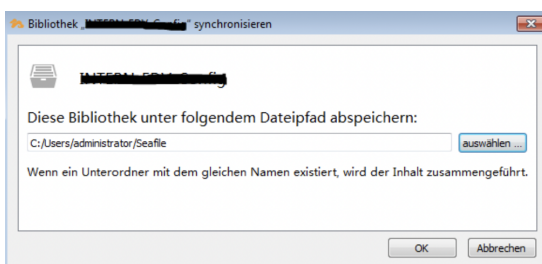 Bibliothek „ " synchronisieren
Diese Bibliothek unter folgendem Dateipfad abspeichern:
C:/Users/administrator/Seafile
auswählen ...
Wenn ein Unterordner mit dem gleichen Namen existiert, wird der Inhalt zusammengeführt.
OK Abbrechen